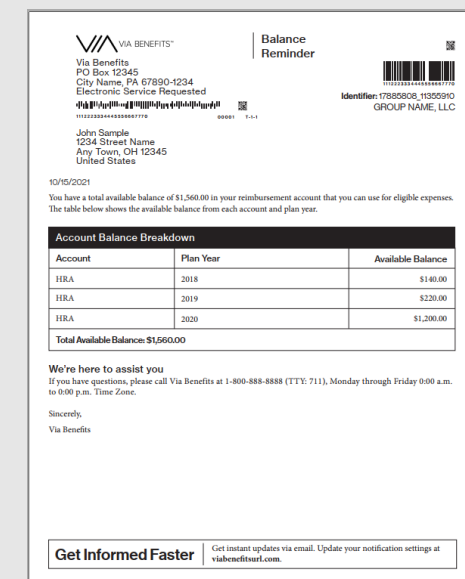 VIA BENEFITS™
Balance
Reminder
Via Benefits
PO Box 12345
City Name, PA 67890-1234
Electronic Service Requested
Identifier: 17885808_11355910
GROUP NAME, LLC
00001 T-1-1
John Sample
1234 Street Name
Any Town, OH 12345
United States
10/15/2021
You have a total available balance of $1,560.00 in your reimbursement account that you can use for eligible expenses.
The table below shows the available balance from each account and plan year.
Account Balance Breakdown
Account Plan Year Available Balance
HRA 2018 $140.00
HRA 2019 $220.00
HRA 2020 $1,200.00
Total Available Balance: $1,560.00
We're here to assist you
If you have questions, please call Via Benefits at 1-800-888-8888 (TTY: 711), Monday through Friday 0:00 a.m.
to 0:00 p.m. Time Zone.
Sincerely,
Via Benefits
Get Informed Faster
Get instant updates via email. Update your notification settings at
viabenefitsurl.com.